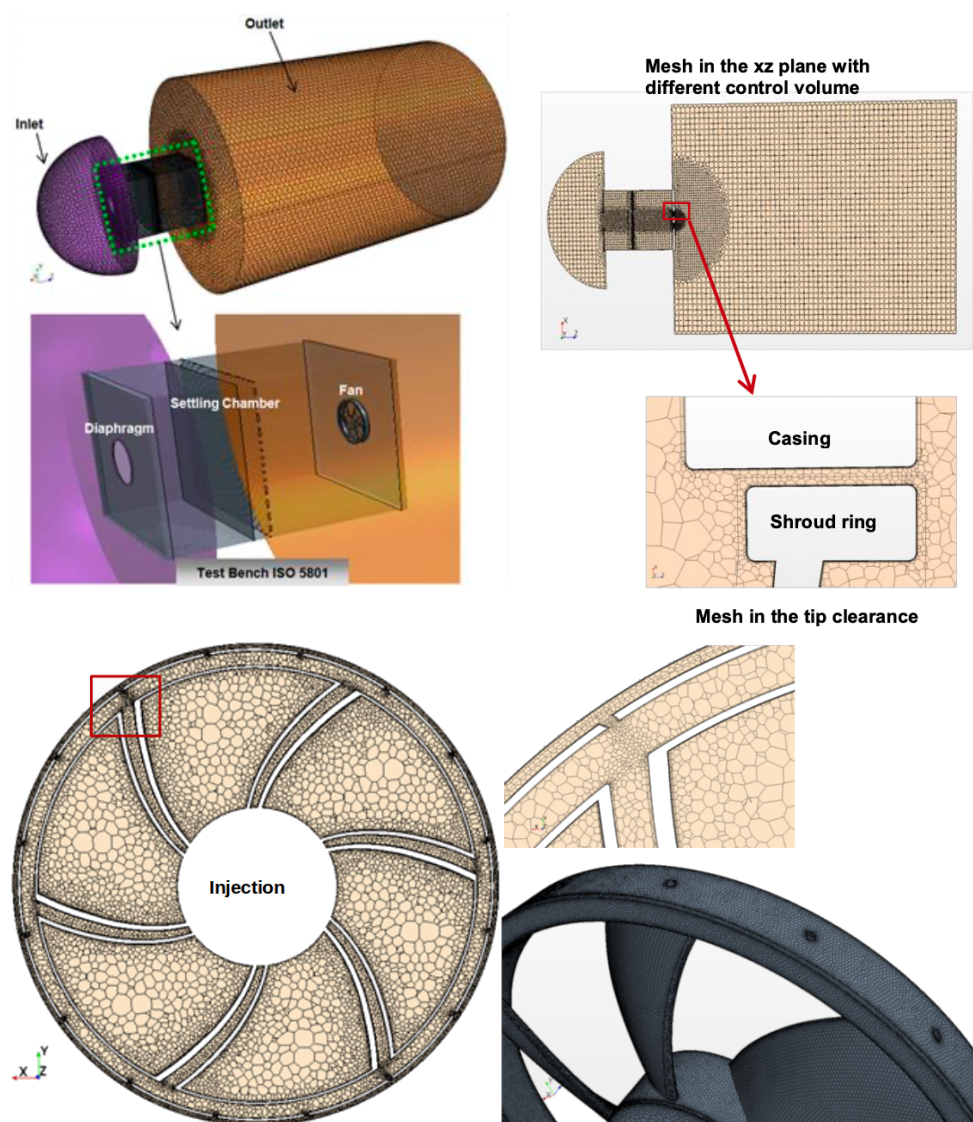 Outlet
Inlet
Mesh in the xz plane with
different control volume
Fan
Settling Chamber
Diaphragm
Test Bench ISO 5801
Casing
Shroud ring
Mesh in the tip clearance
Injection
Y
X
Z